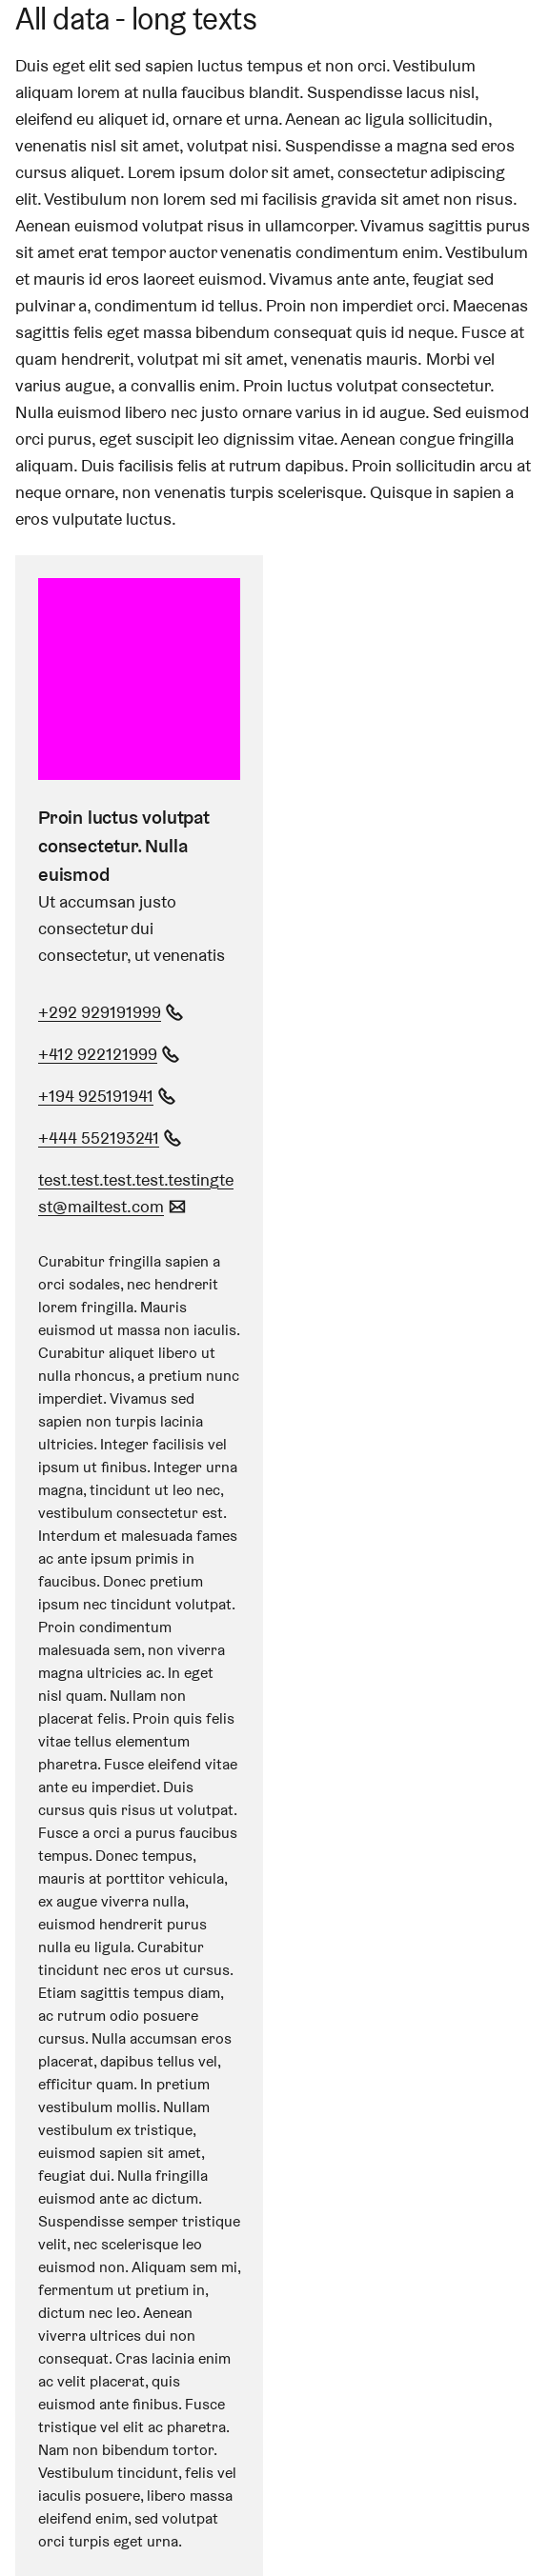 All data - long texts
Duis eget elit sed sapien luctus tempus et non orci. Vestibulum
aliquam lorem at nulla faucibus blandit. Suspendisse lacus nisl,
eleifend eu aliquet id, ornare et urna. Aenean ac ligula sollicitudin,
venenatis nisl sit amet, volutpat nisi. Suspendisse a magna sed eros
cursus aliquet. Lorem ipsum dolor sit amet, consectetur adipiscing
elit. Vestibulum non lorem sed mi facilisis gravida sit amet non risus.
Aenean euismod volutpat risus in ullamcorper. Vivamus sagittis purus
sit amet erat tempor auctor venenatis condimentum enim. Vestibulum
et mauris id eros laoreet euismod. Vivamus ante ante, feugiat sed
pulvinar a, condimentum id tellus. Proin non imperdiet orci. Maecenas
sagittis felis eget massa bibendum consequat quis id neque. Fusce at
quam hendrerit, volutpat mi sit amet, venenatis mauris. Morbi vel
varius augue, a convallis enim. Proin luctus volutpat consectetur.
Nulla euismod libero nec justo ornare varius in id augue. Sed euismod
orci purus, eget suscipit leo dignissim vitae. Aenean congue fringilla
aliquam. Duis facilisis felis at rutrum dapibus. Proin sollicitudin arcu at
neque ornare, non venenatis turpis scelerisque. Quisque in sapien a
eros vulputate luctus.
Proin luctus volutpat
consectetur. Nulla
euismod
Ut accumsan justo
consectetur dui
consectetur, ut venenatis
+292 929191999
+412 922121999
+194 925191941
+444 552193241
test.test.test.test.testingte
st@mailtest.com
Curabitur fringilla sapien a
orci sodales, nec hendrerit
lorem fringilla. Mauris
euismod ut massa non iaculis.
Curabitur aliquet libero ut
nulla rhoncus, a pretium nunc
imperdiet. Vivamus sed
sapien non turpis lacinia
ultricies. Integer facilisis vel
ipsum ut finibus. Integer urna
magna, tincidunt ut leo nec,
vestibulum consectetur est.
Interdum et malesuada fames
ac ante ipsum primis in
faucibus. Donec pretium
ipsum nec tincidunt volutpat.
Proin condimentum
malesuada sem, non viverra
magna ultricies ac. In eget
nisl quam. Nullam non
placerat felis. Proin quis felis
vitae tellus elementum
pharetra. Fusce eleifend vitae
ante eu imperdiet. Duis
cursus quis risus ut volutpat.
Fusce a orci a purus faucibus
tempus. Donec tempus,
mauris at porttitor vehicula,
ex augue viverra nulla,
euismod hendrerit purus
nulla eu ligula. Curabitur
tincidunt nec eros ut cursus.
Etiam sagittis tempus diam,
ac rutrum odio posuere
cursus. Nulla accumsan eros
placerat, dapibus tellus vel,
efficitur quam. In pretium
vestibulum mollis. Nullam
vestibulum ex tristique,
euismod sapien sit amet,
feugiat dui. Nulla fringilla
euismod ante ac dictum.
Suspendisse semper tristique
velit, nec scelerisque leo
euismod non. Aliquam sem mi,
fermentum ut pretium in,
dictum nec leo. Aenean
viverra ultrices dui non
consequat. Cras lacinia enim
ac velit placerat, quis
euismod ante finibus. Fusce
tristique vel elit ac pharetra.
Nam non bibendum tortor.
Vestibulum tincidunt, felis vel
iaculis posuere, libero massa
eleifend enim, sed volutpat
orci turpis eget urna.